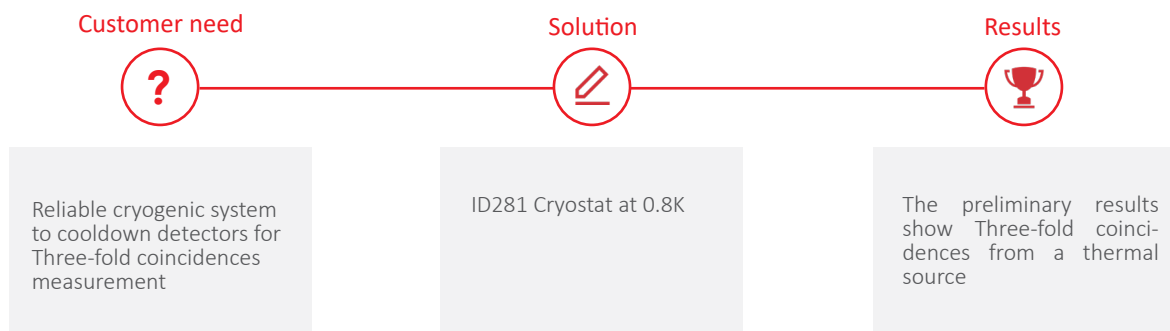 Customer need
Solution
Results
?
Reliable cryogenic system
to cooldown detectors for
Three-fold coincidences
measurement
ID281 Cryostat at 0.8K
The preliminary results
show Three-fold coinci-
dences from a thermal
source